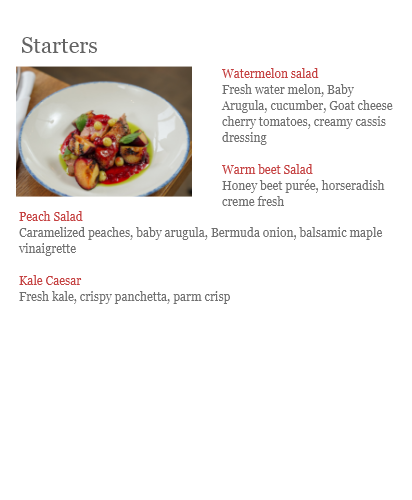 Starters
Watermelon salad
Fresh water melon, Baby
Arugula, cucumber, Goat cheese
cherry tomatoes, creamy cassis
dressing
Warm beet Salad
Honey beet purée, horseradish
creme fresh
Peach Salad
Caramelized peaches, baby arugula, Bermuda onion, balsamic maple
vinaigrette
Kale Caesar
Fresh kale, crispy panchetta, parm crisp